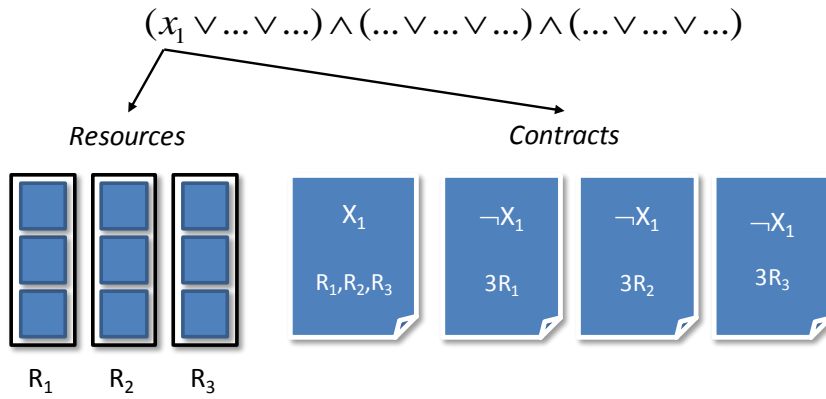 (x₁ ∨ ... ∨ ...) ∧ (... ∨ ... ∨ ...) ∧ (... ∨ ... ∨ ...)
Resources Contracts
X₁ ¬X₁ ¬X₁ ¬X₁
R₁,R₂,R₃ 3R₁ 3R₂ 3R₃
R₁ R₂ R₃